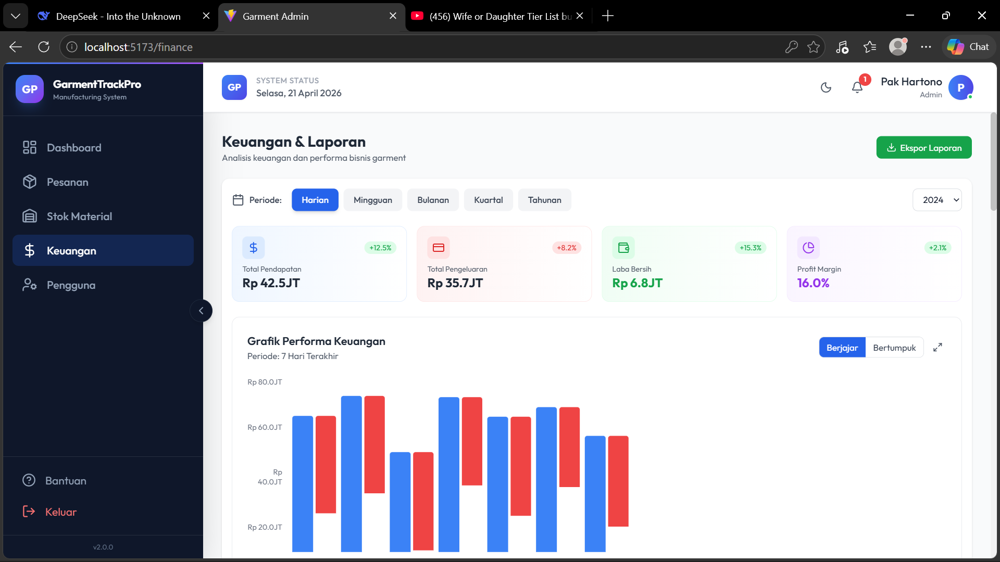 DeepSeek - Into the Unknown
Garment Admin
(456) Wife or Daughter Tier List bu
localhost:5173/finance
Chat
GP
GarmentTrackPro
Manufacturing System
GP
SYSTEM STATUS
Selasa, 21 April 2026
1
Pak Hartono
Admin
P
Dashboard
Pesanan
Stok Material
Keuangan
Pengguna
Bantuan
Keluar
v2.0.0
Keuangan & Laporan
Analisis keuangan dan performa bisnis garment
Ekspor Laporan
Periode:
Harian
Mingguan
Bulanan
Kuartal
Tahunan
2024
+12.5%
Total Pendapatan
Rp 42.5JT
+8.2%
Total Pengeluaran
Rp 35.7JT
+15.3%
Laba Bersih
Rp 6.8JT
+2.1%
Profit Margin
16.0%
Grafik Performa Keuangan
Periode: 7 Hari Terakhir
Berjajar
Bertumpuk
Rp 80.0JT
Rp 60.0JT
Rp
40.0JT
Rp 20.0JT